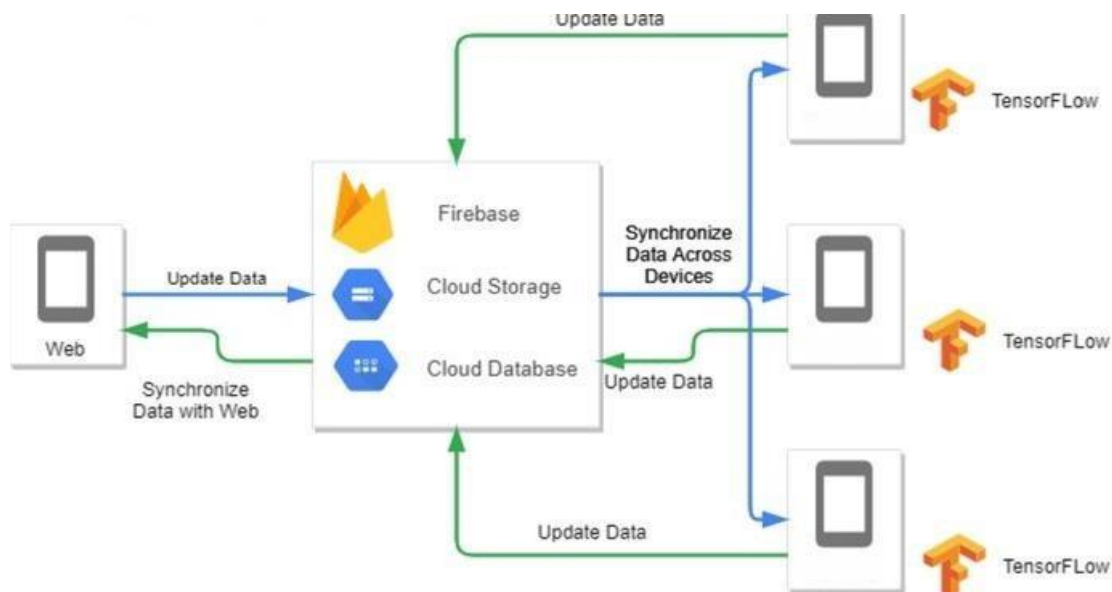 Update Data
TensorFLow
Firebase
Synchronize
Data Across
Devices
Update Data
Cloud Storage
Web
TensorFLow
Cloud Database
Update Data
Synchronize
Data with Web
Update Data
TensorFLow